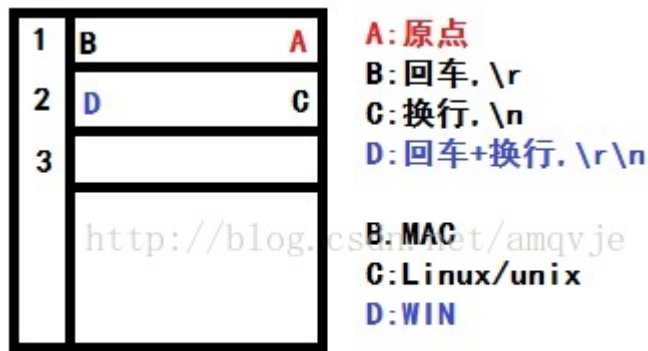 1 B A
2 D C
3
A:原点
B:回车,\r
C:换行,\n
D:回车+换行,\r\n
http://blog.csdn.net/amqvje
B.MAC
C:Linux/unix
D:WIN